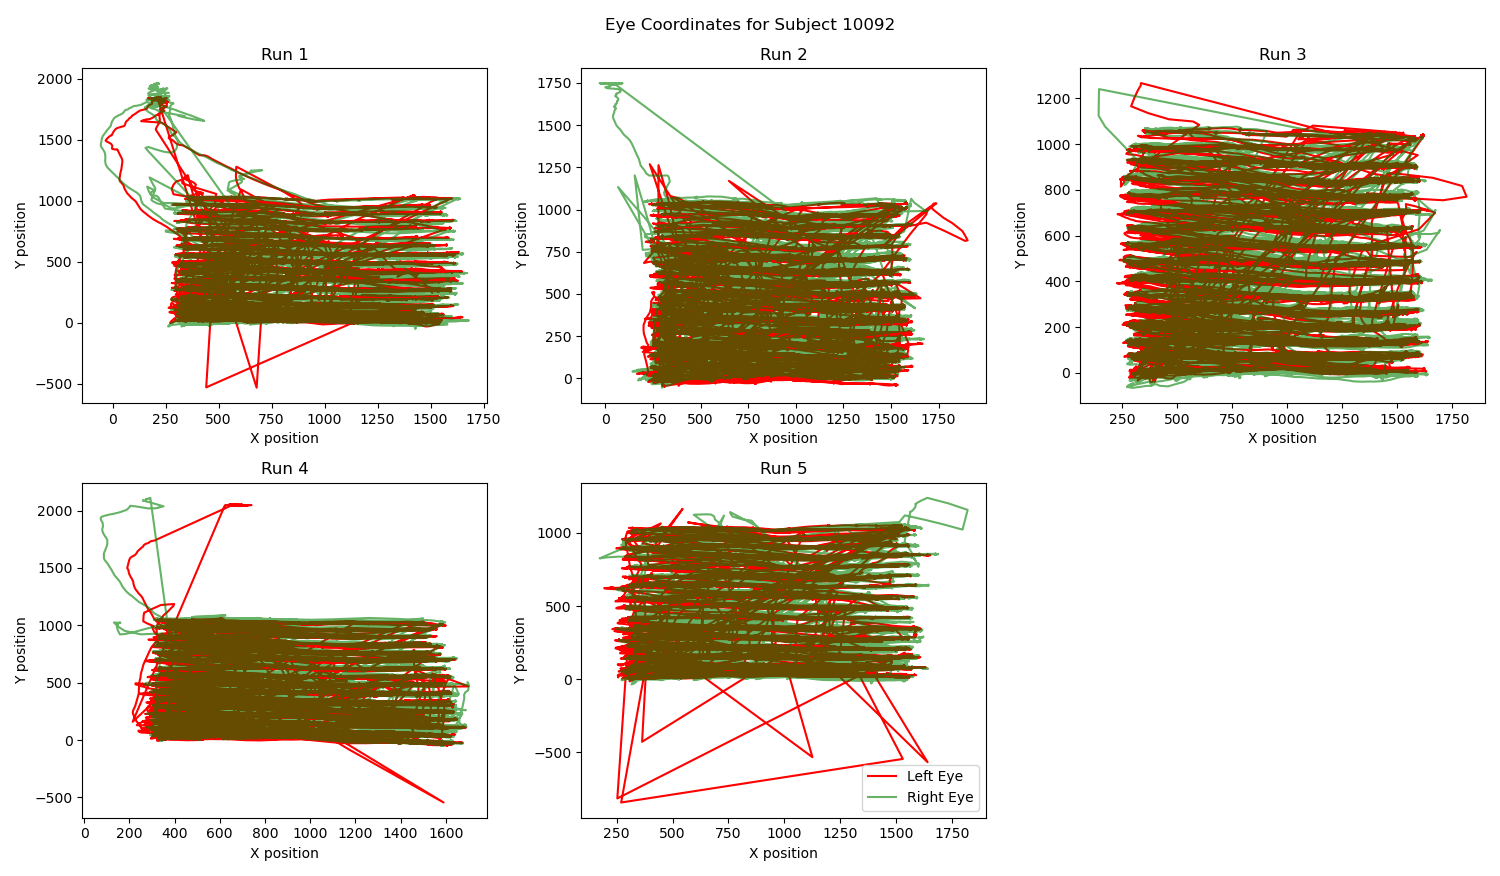 Eye Coordinates for Subject 10092
Run 1
Y position
2000
1500
1000
500
0
−500
0 250 500 750 1000 1250 1500 1750
X position
Run 2
Y position
1750
1500
1250
1000
750
500
250
0
0 250 500 750 1000 1250 1500 1750
X position
Run 3
Y position
1200
1000
800
600
400
200
0
250 500 750 1000 1250 1500 1750
X position
Run 4
Y position
2000
1500
1000
500
0
−500
0 200 400 600 800 1000 1200 1400 1600
X position
Run 5
Y position
1000
500
0
−500
Left Eye
Right Eye
250 500 750 1000 1250 1500 1750
X position